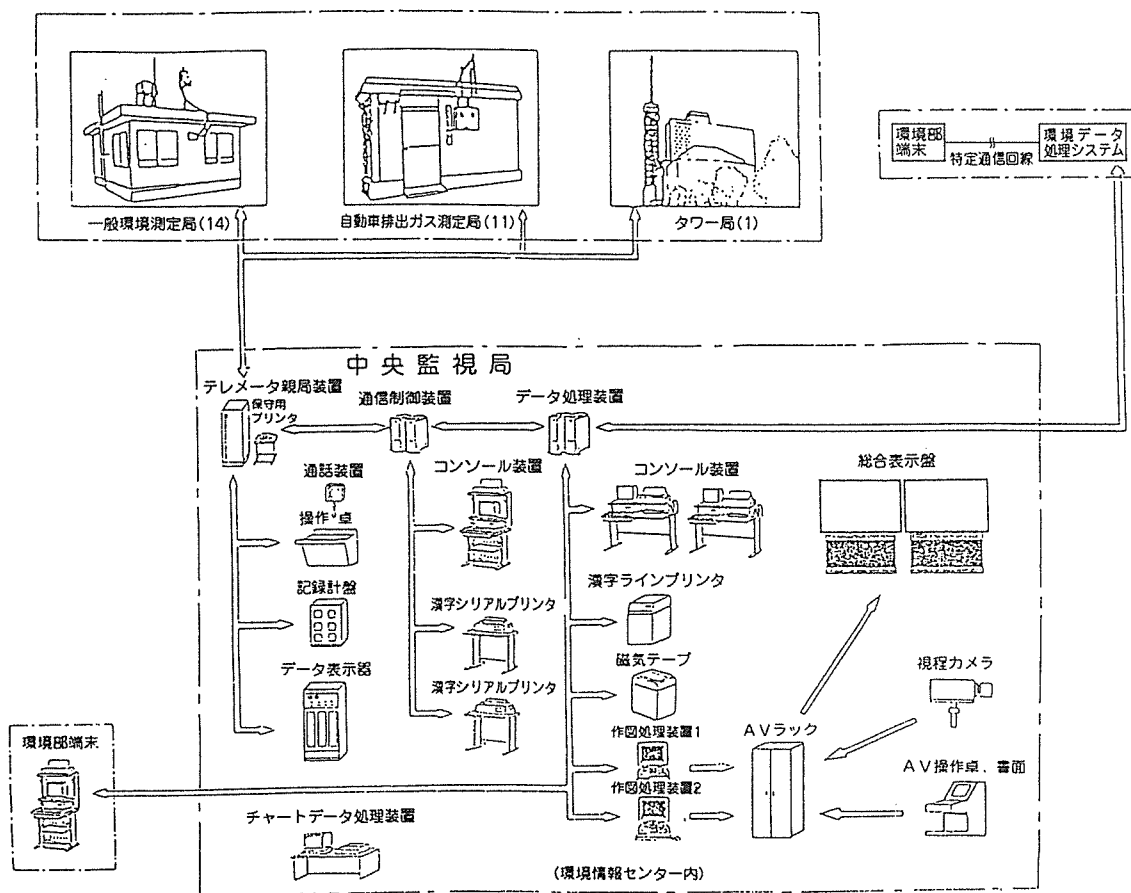 一般環境測定局(14)
自動車排出ガス測定局(11)
タワー局(1)
環境部
端末
特定通信回線
環境データ
処理システム
中央監視局
テレメータ親局装置
保守用
プリンタ
通信制御装置
データ処理装置
通話装置
操作卓
記録計盤
データ表示器
コンソール装置
漢字シリアルプリンタ
漢字シリアルプリンタ
コンソール装置
漢字ラインプリンタ
磁気テープ
作図処理装置1
作図処理装置2
総合表示盤
視程カメラ
AVラック
AV操作卓、書画
環境部端末
チャートデータ処理装置
(環境情報センター内)